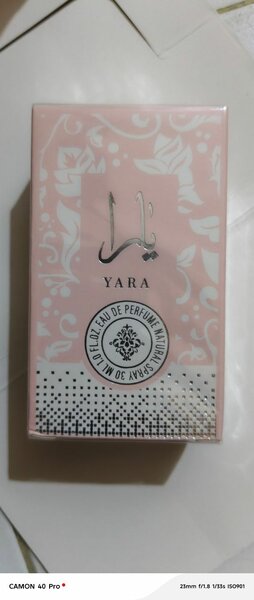 يارا
YARA
30 ML 1.0 FL.OZ. EAU DE PERFUME NATURAL SPRAY
CAMON 40 Pro
23mm f/1.8 1/33s ISO901